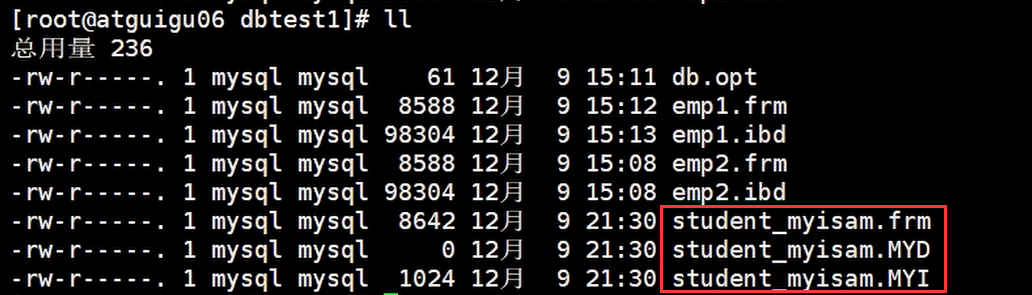 [root@atguigu06 dbtest1]# ll
总用量 236
-rw-r-----. 1 mysql mysql    61 12月  9 15:11 db.opt
-rw-r-----. 1 mysql mysql  8588 12月  9 15:12 emp1.frm
-rw-r-----. 1 mysql mysql 98304 12月  9 15:13 emp1.ibd
-rw-r-----. 1 mysql mysql  8588 12月  9 15:08 emp2.frm
-rw-r-----. 1 mysql mysql 98304 12月  9 15:08 emp2.ibd
-rw-r-----. 1 mysql mysql  8642 12月  9 21:30 student_myisam.frm
-rw-r-----. 1 mysql mysql     0 12月  9 21:30 student_myisam.MYD
-rw-r-----. 1 mysql mysql  1024 12月  9 21:30 student_myisam.MYI